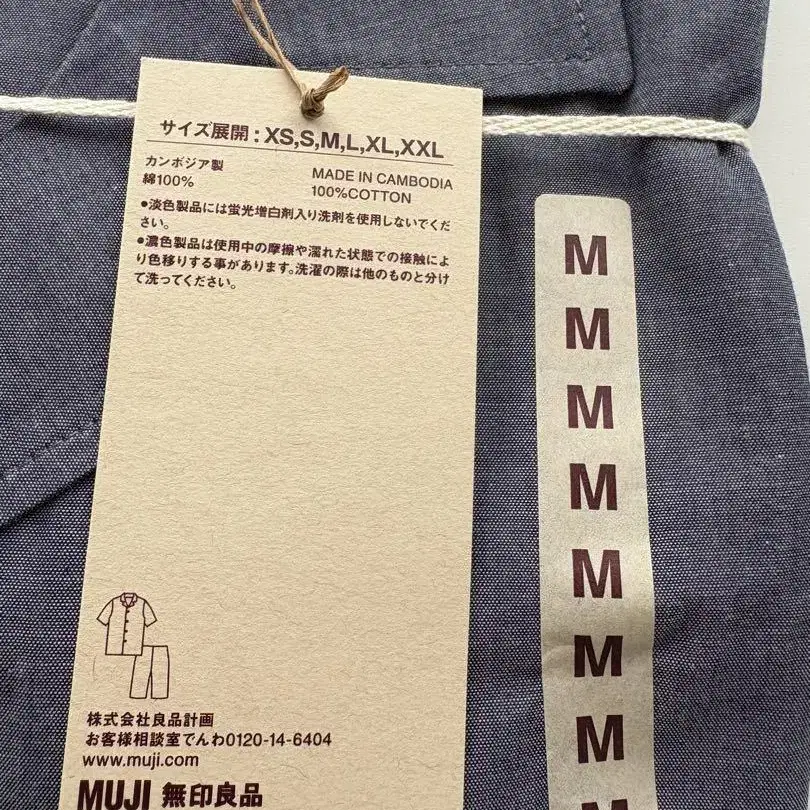 サイズ展開：XS,S,M,L,XL,XXL
カンボジア製
綿100%
MADE IN CAMBODIA
100%COTTON
●淡色製品には蛍光増白剤入り洗剤を使用しないでくだ
さい。
●濃色製品は使用中の摩擦や濡れた状態での接触によ
り色移りする事があります。洗濯の際は他のものと分け
て洗ってください。
株式会社良品計画
お客様相談室でんわ0120-14-6404
www.muji.com
MUJI 無印良品
M
M
M
M
M
M
M
M